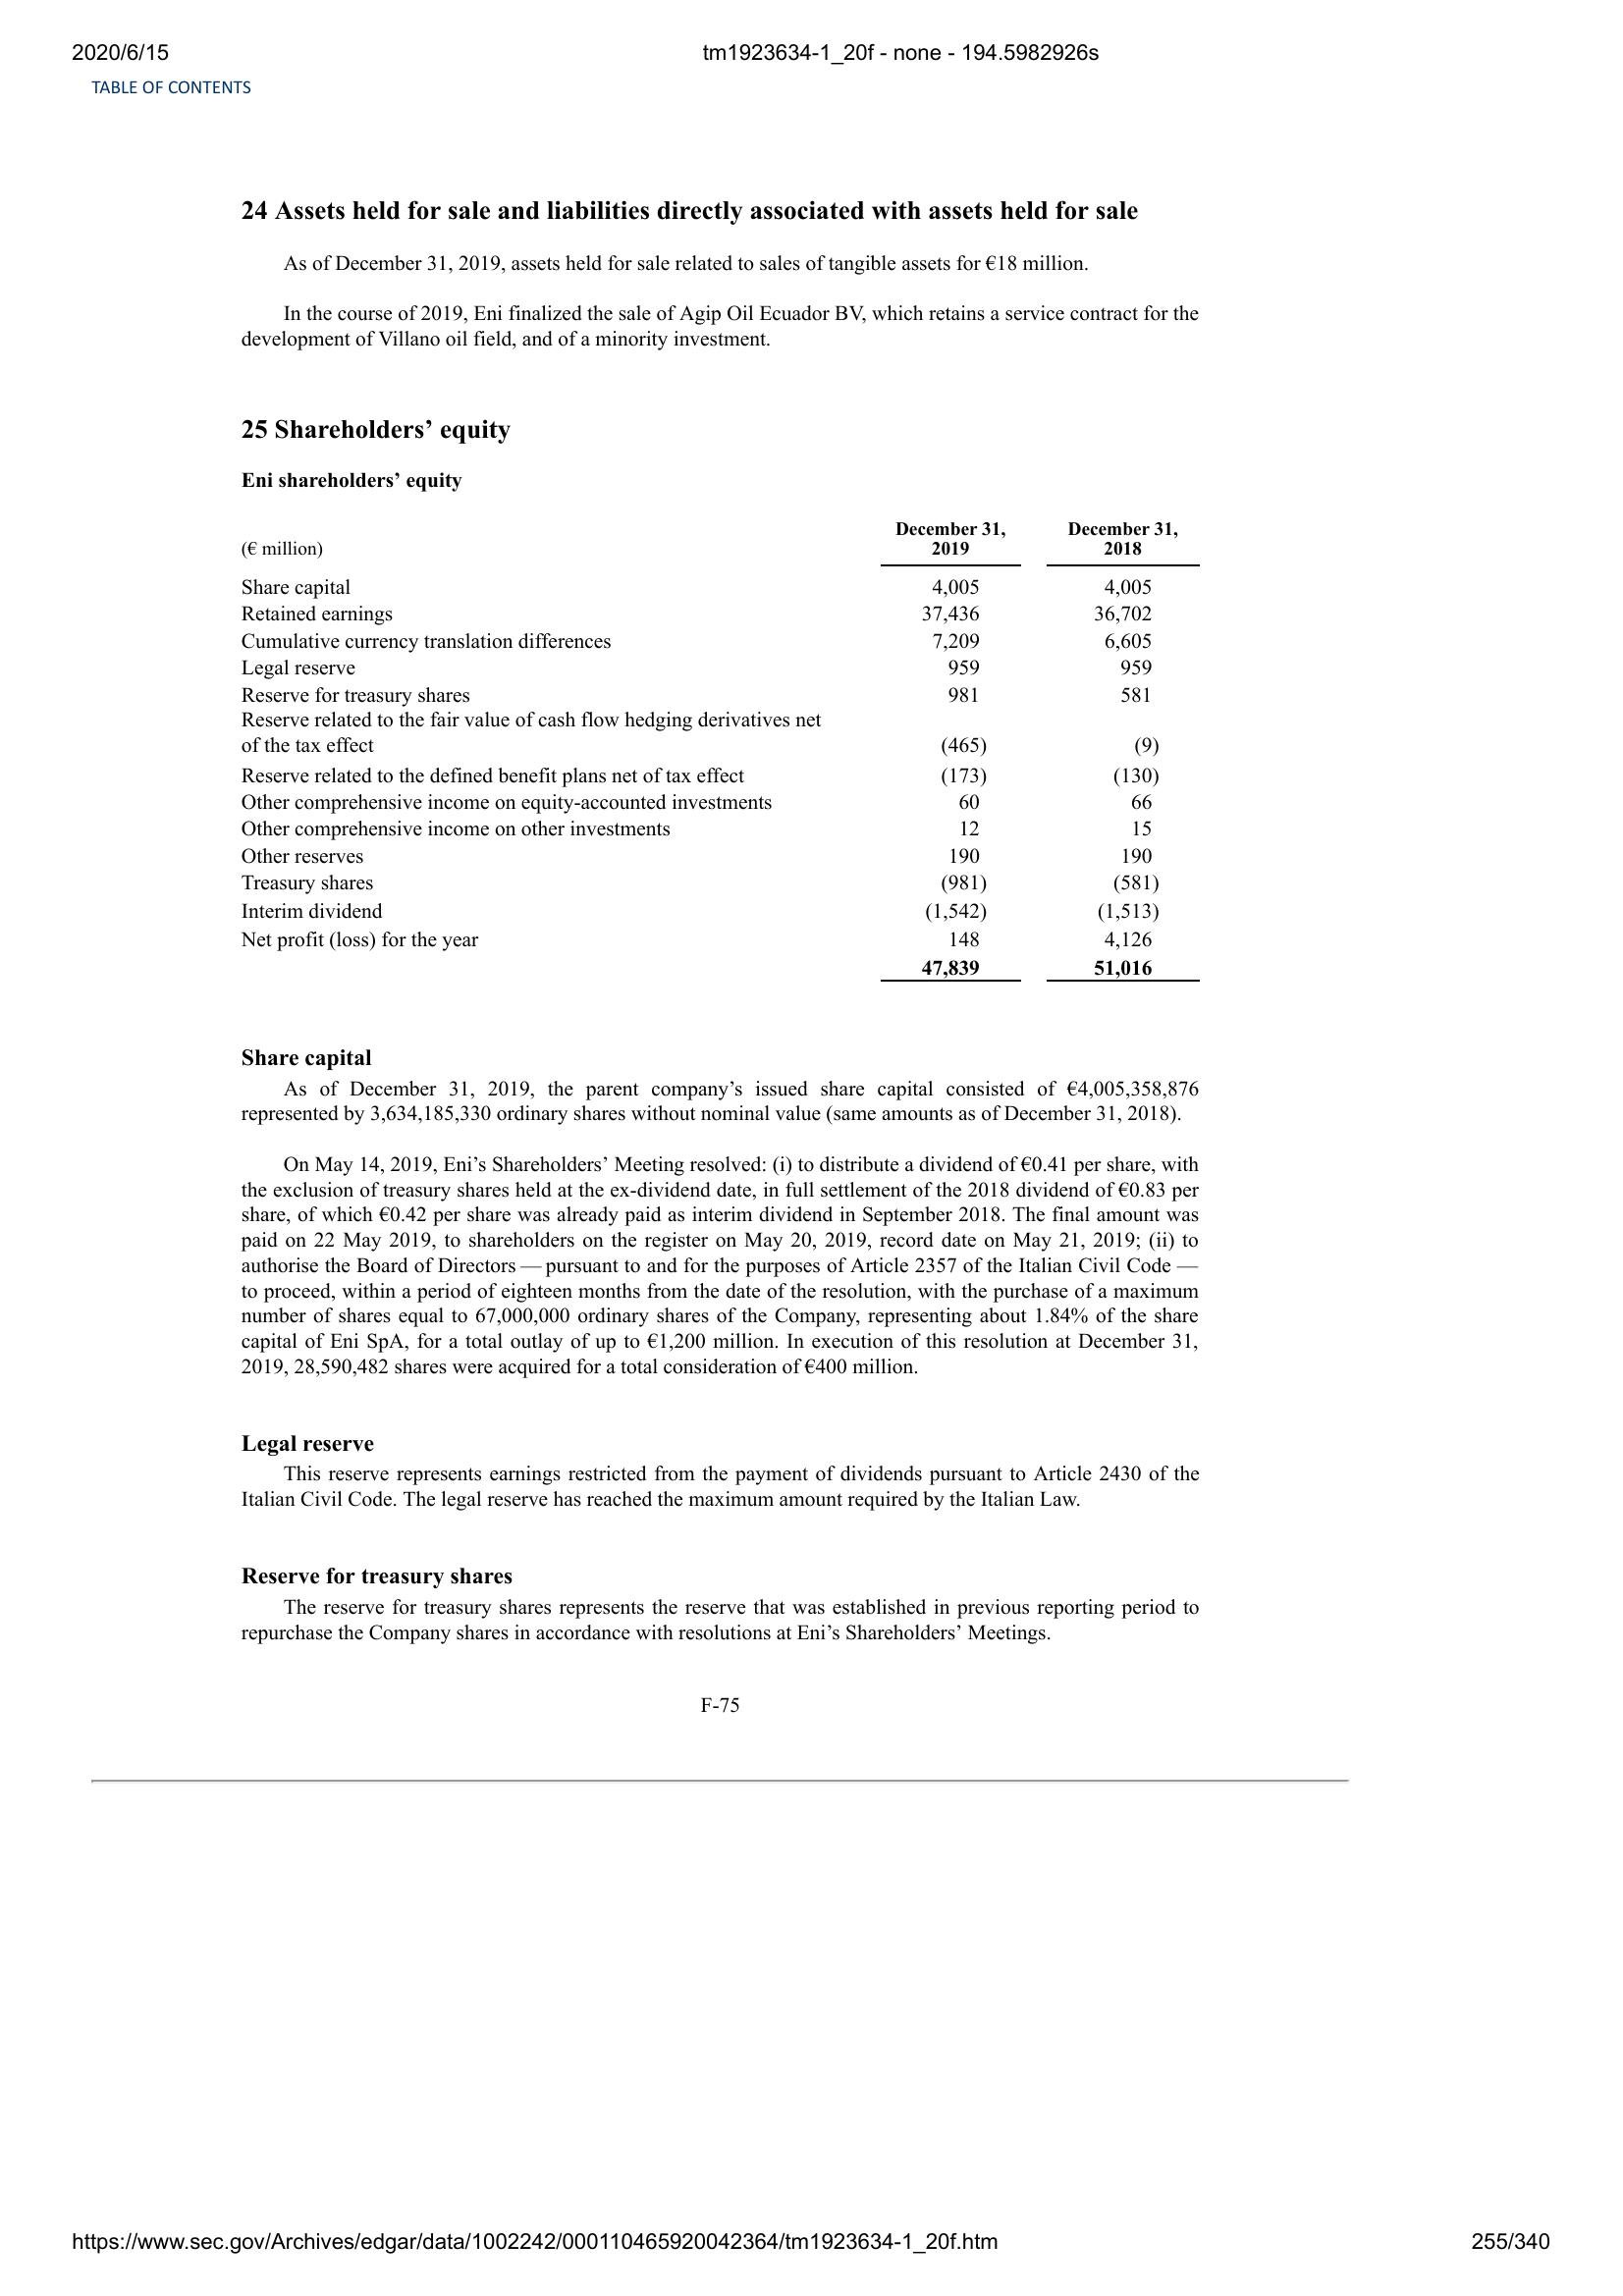 2020/6/15
tm1923634-1_20f - none - 194.5982926s
TABLE OF CONTENTS
24 Assets held for sale and liabilities directly associated with assets held for sale
As of December 31, 2019, assets held for sale related to sales of tangible assets for €18 million.
In the course of 2019, Eni finalized the sale of Agip Oil Ecuador BV, which retains a service contract for the
development of Villano oil field, and of a minority investment.
25 Shareholders’ equity
Eni shareholders’ equity
(€ million) December 31, 2019 December 31, 2018
Share capital 4,005 4,005
Retained earnings 37,436 36,702
Cumulative currency translation differences 7,209 6,605
Legal reserve 959 959
Reserve for treasury shares 981 581
Reserve related to the fair value of cash flow hedging derivatives net
of the tax effect (465) (9)
Reserve related to the defined benefit plans net of tax effect (173) (130)
Other comprehensive income on equity-accounted investments 60 66
Other comprehensive income on other investments 12 15
Other reserves 190 190
Treasury shares (981) (581)
Interim dividend (1,542) (1,513)
Net profit (loss) for the year 148 4,126
47,839 51,016
Share capital
As of December 31, 2019, the parent company’s issued share capital consisted of €4,005,358,876
represented by 3,634,185,330 ordinary shares without nominal value (same amounts as of December 31, 2018).
On May 14, 2019, Eni’s Shareholders’ Meeting resolved: (i) to distribute a dividend of €0.41 per share, with
the exclusion of treasury shares held at the ex-dividend date, in full settlement of the 2018 dividend of €0.83 per
share, of which €0.42 per share was already paid as interim dividend in September 2018. The final amount was
paid on 22 May 2019, to shareholders on the register on May 20, 2019, record date on May 21, 2019; (ii) to
authorise the Board of Directors — pursuant to and for the purposes of Article 2357 of the Italian Civil Code —
to proceed, within a period of eighteen months from the date of the resolution, with the purchase of a maximum
number of shares equal to 67,000,000 ordinary shares of the Company, representing about 1.84% of the share
capital of Eni SpA, for a total outlay of up to €1,200 million. In execution of this resolution at December 31,
2019, 28,590,482 shares were acquired for a total consideration of €400 million.
Legal reserve
This reserve represents earnings restricted from the payment of dividends pursuant to Article 2430 of the
Italian Civil Code. The legal reserve has reached the maximum amount required by the Italian Law.
Reserve for treasury shares
The reserve for treasury shares represents the reserve that was established in previous reporting period to
repurchase the Company shares in accordance with resolutions at Eni’s Shareholders’ Meetings.
F-75
https://www.sec.gov/Archives/edgar/data/1002242/000110465920042364/tm1923634-1_20f.htm
255/340